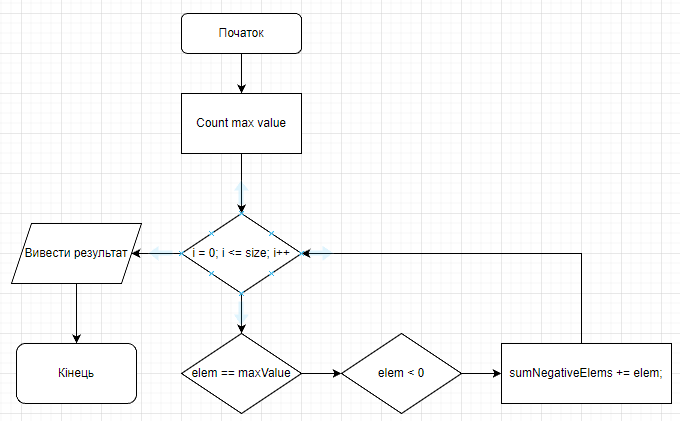 Початок
Count max value
i = 0; i <= size; i++
Вивести результат
Кінець
elem == maxValue
elem < 0
sumNegativeElems += elem;